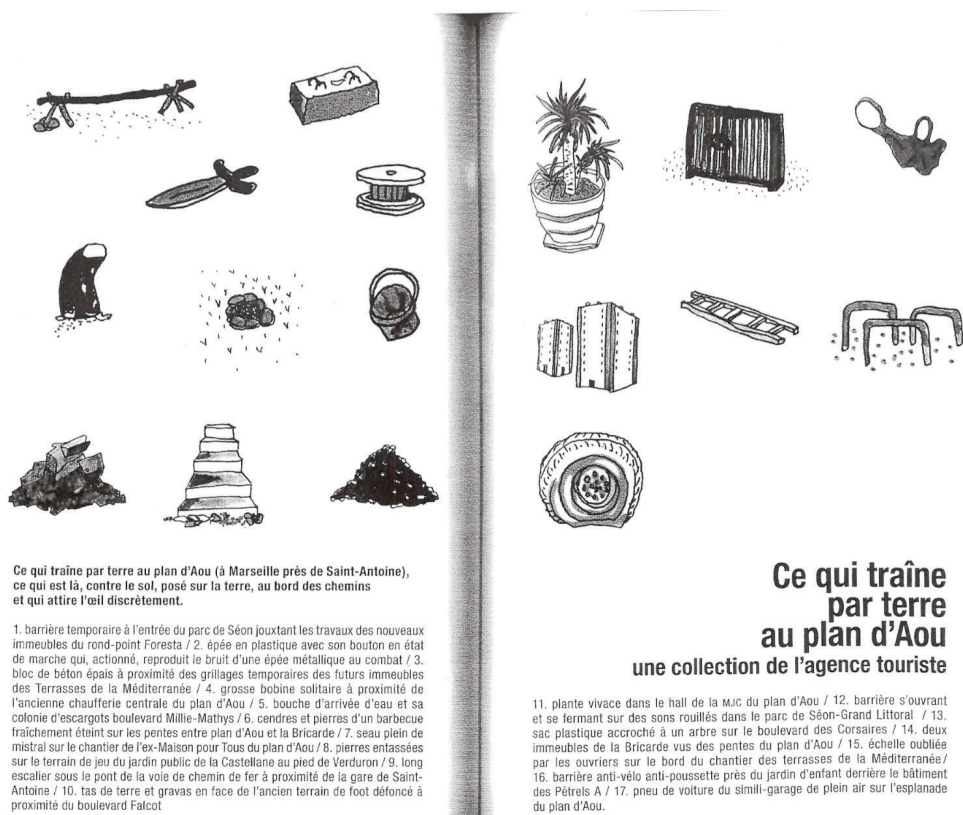 Ce qui traîne par terre au plan d'Aou (à Marseille près de Saint-Antoine),
ce qui est là, contre le sol, posé sur la terre, au bord des chemins
et qui attire l'œil discrètement.
1. barrière temporaire à l'entrée du parc de Séon jouxtant les travaux des nouveaux
immeubles du rond-point Foresta / 2. épée en plastique avec son bouton en état
de marche qui, actionné, reproduit le bruit d'une épée métallique au combat / 3.
bloc de béton épais à proximité des grillages temporaires des futurs immeubles
des Terrasses de la Méditerranée / 4. grosse bobine solitaire à proximité de
l'ancienne chaufferie centrale du plan d'Aou / 5. bouche d'arrivée d'eau et sa
colonie d'escargots boulevard Millie-Mathys / 6. cendres et pierres d'un barbecue
fraîchement éteint sur les pentes entre plan d'Aou et la Bricarde / 7. seau plein de
mistral sur le chantier de l'ex-Maison pour Tous du plan d'Aou / 8. pierres entassées
sur le terrain de jeu du jardin public de la Castellane au pied de Verduron / 9. long
escalier sous le pont de la voie de chemin de fer à proximité de la gare de Saint-
Antoine / 10. tas de terre et gravas en face de l'ancien terrain de foot défoncé à
proximité du boulevard Falcot
Ce qui traîne
par terre
au plan d'Aou
une collection de l'agence touriste
11. plante vivace dans le hall de la MJC du plan d'Aou / 12. barrière s'ouvrant
et se fermant sur des sons rouillés dans le parc de Séon-Grand Littoral / 13.
sac plastique accroché à un arbre sur le boulevard des Corsaires / 14. deux
immeubles de la Bricarde vus des pentes du plan d'Aou / 15. échelle oubliée
par les ouvriers sur le bord du chantier des terrasses de la Méditerranée/
16. barrière anti-vélo anti-poussette près du jardin d'enfant derrière le bâtiment
des Pétrels A / 17. pneu de voiture du simili-garage de plein air sur l'esplanade
du plan d'Aou.